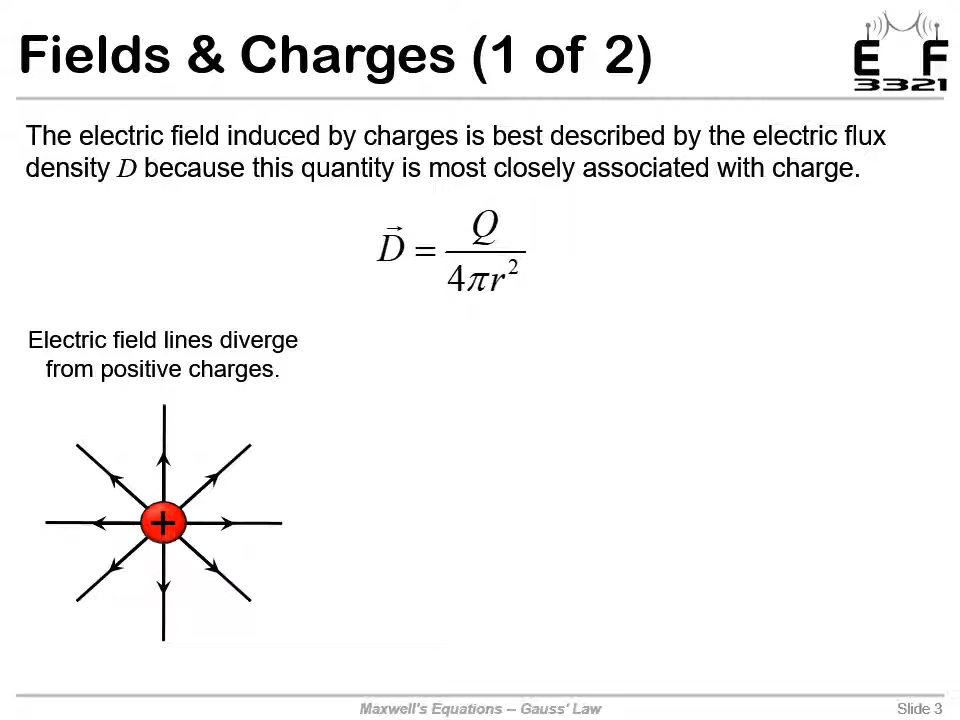 Fields & Charges (1 of 2)
E F
3321
The electric field induced by charges is best described by the electric flux
density D because this quantity is most closely associated with charge.
D⃗ = Q / 4πr²
Electric field lines diverge
from positive charges.
+
Maxwell's Equations -- Gauss' Law
Slide 3